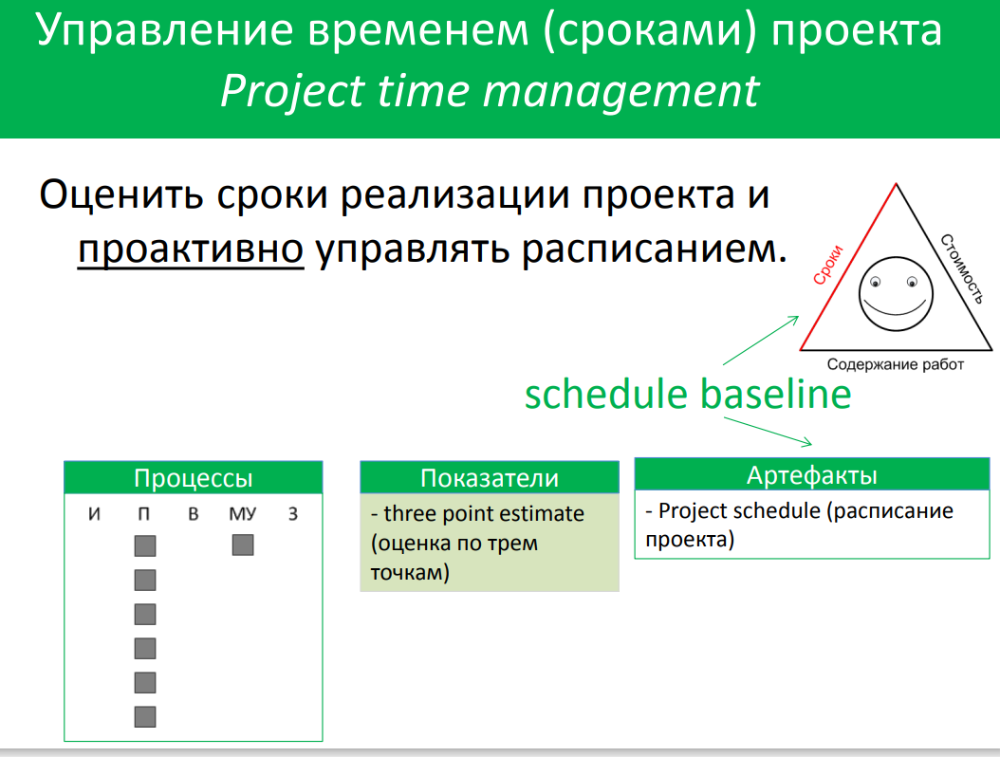 Управление временем (сроками) проекта
Project time management
Оценить сроки реализации проекта и
проактивно управлять расписанием.
Сроки
Стоимость
Содержание работ
schedule baseline
Процессы
И П В МУ З
Показатели
- three point estimate
(оценка по трем
точкам)
Артефакты
- Project schedule (расписание
проекта)